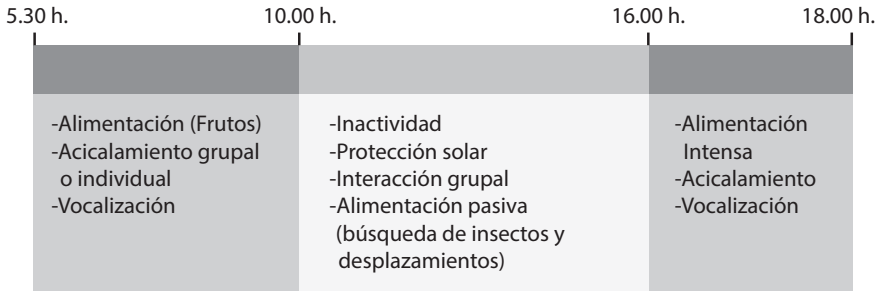 5.30 h.
10.00 h.
16.00 h.
18.00 h.
-Alimentación (Frutos)
-Acicalamiento grupal
o individual
-Vocalización
-Inactividad
-Protección solar
-Interacción grupal
-Alimentación pasiva
(búsqueda de insectos y
desplazamientos)
-Alimentación
Intensa
-Acicalamiento
-Vocalización